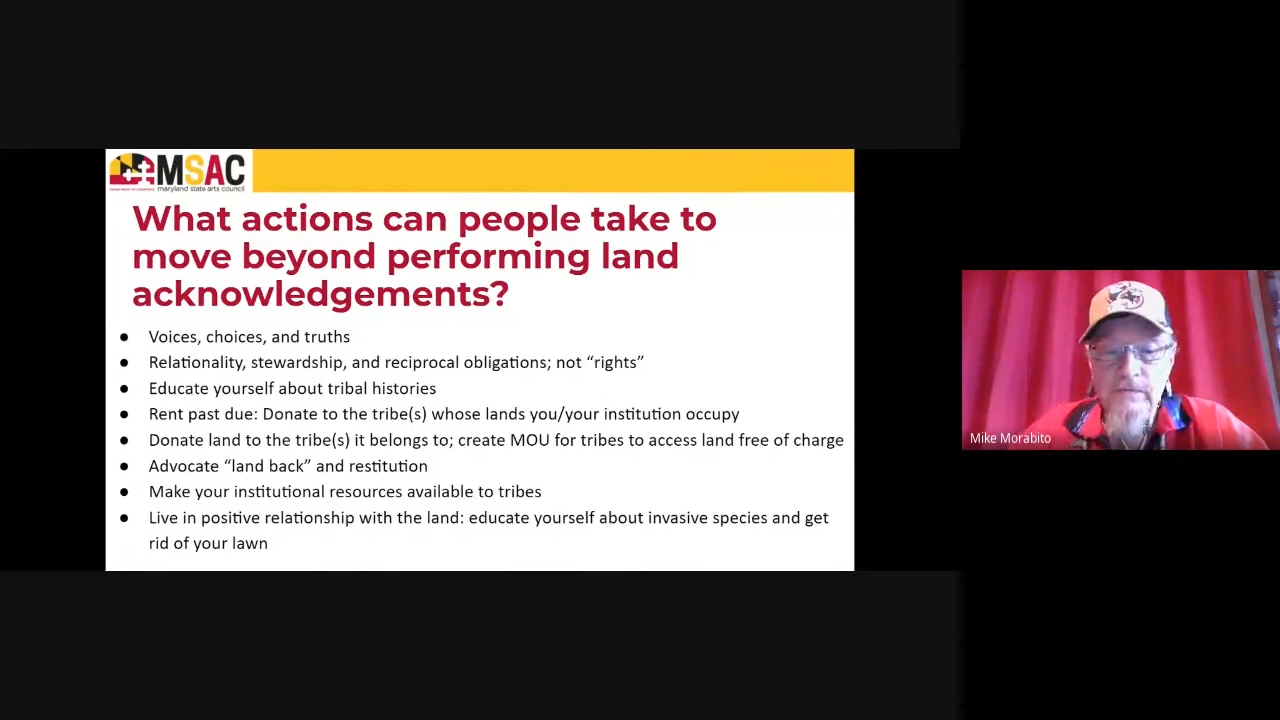 MSAC
DEPARTMENT OF COMMERCE
maryland state arts council
What actions can people take to
move beyond performing land
acknowledgements?
● Voices, choices, and truths
● Relationality, stewardship, and reciprocal obligations; not “rights”
● Educate yourself about tribal histories
● Rent past due: Donate to the tribe(s) whose lands you/your institution occupy
● Donate land to the tribe(s) it belongs to; create MOU for tribes to access land free of charge
● Advocate “land back” and restitution
● Make your institutional resources available to tribes
● Live in positive relationship with the land: educate yourself about invasive species and get
rid of your lawn
Mike Morabito